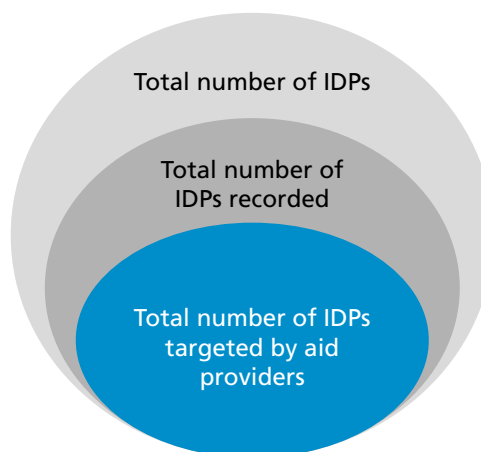 Total number of IDPs
Total number of
IDPs recorded
Total number of IDPs
targeted by aid
providers